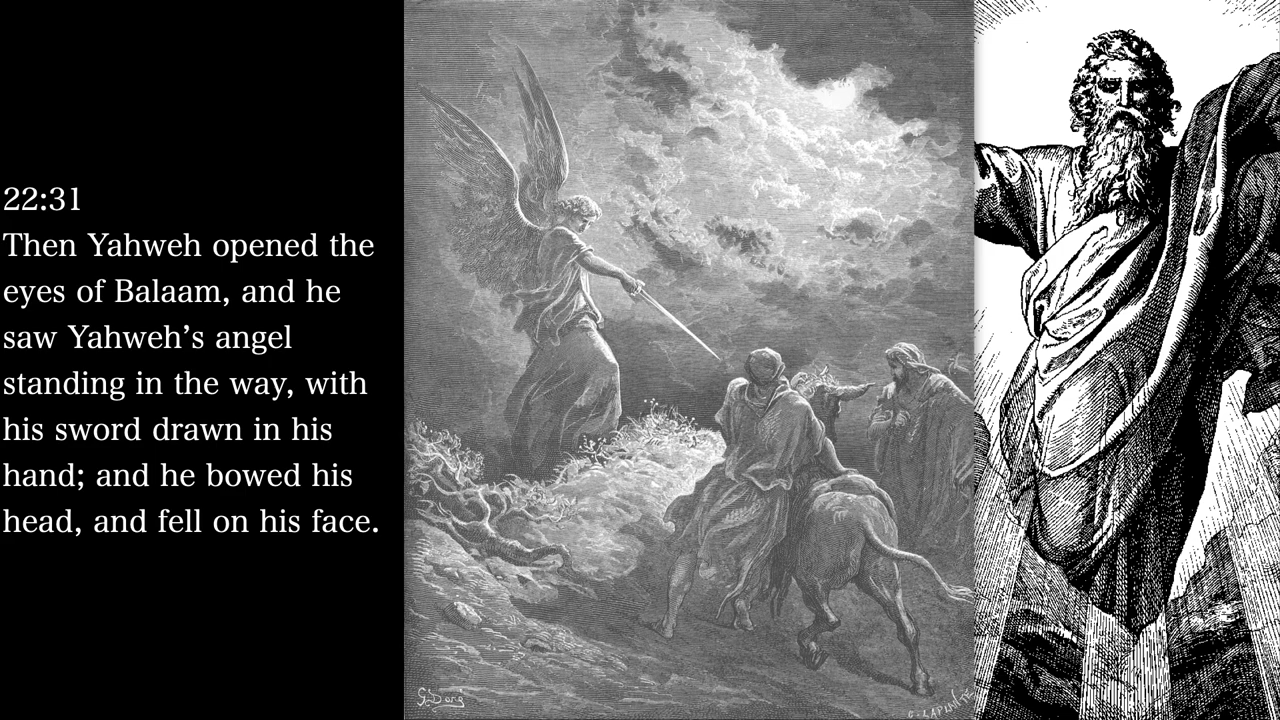 22:31
Then Yahweh opened the
eyes of Balaam, and he
saw Yahweh’s angel
standing in the way, with
his sword drawn in his
hand; and he bowed his
head, and fell on his face.
G. Doré